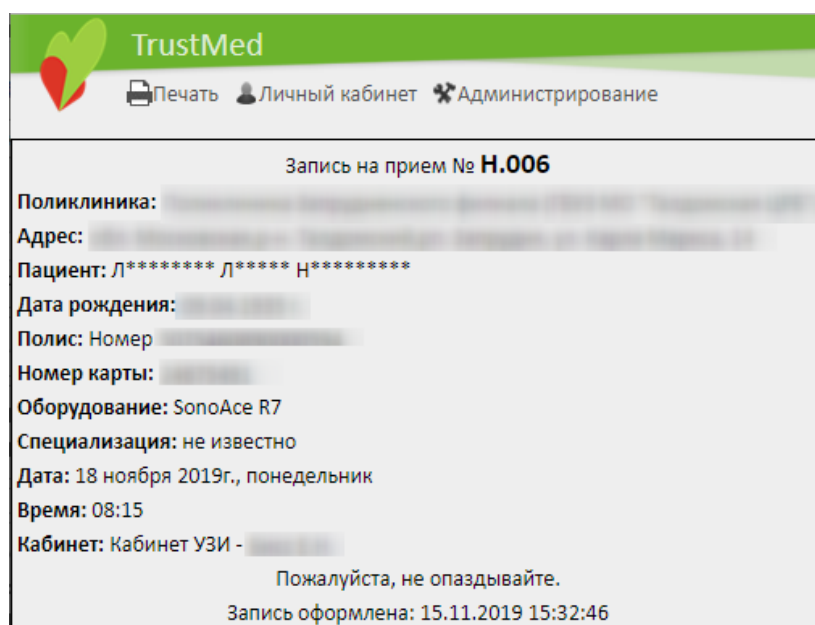 TrustMed
Печать Личный кабинет Администрирование
Запись на прием № Н.006
Поликлиника:
Адрес:
Пациент: Л******** Л***** Н*********
Дата рождения:
Полис: Номер
Номер карты:
Оборудование: SonoAce R7
Специализация: не известно
Дата: 18 ноября 2019г., понедельник
Время: 08:15
Кабинет: Кабинет УЗИ -
Пожалуйста, не опаздывайте.
Запись оформлена: 15.11.2019 15:32:46